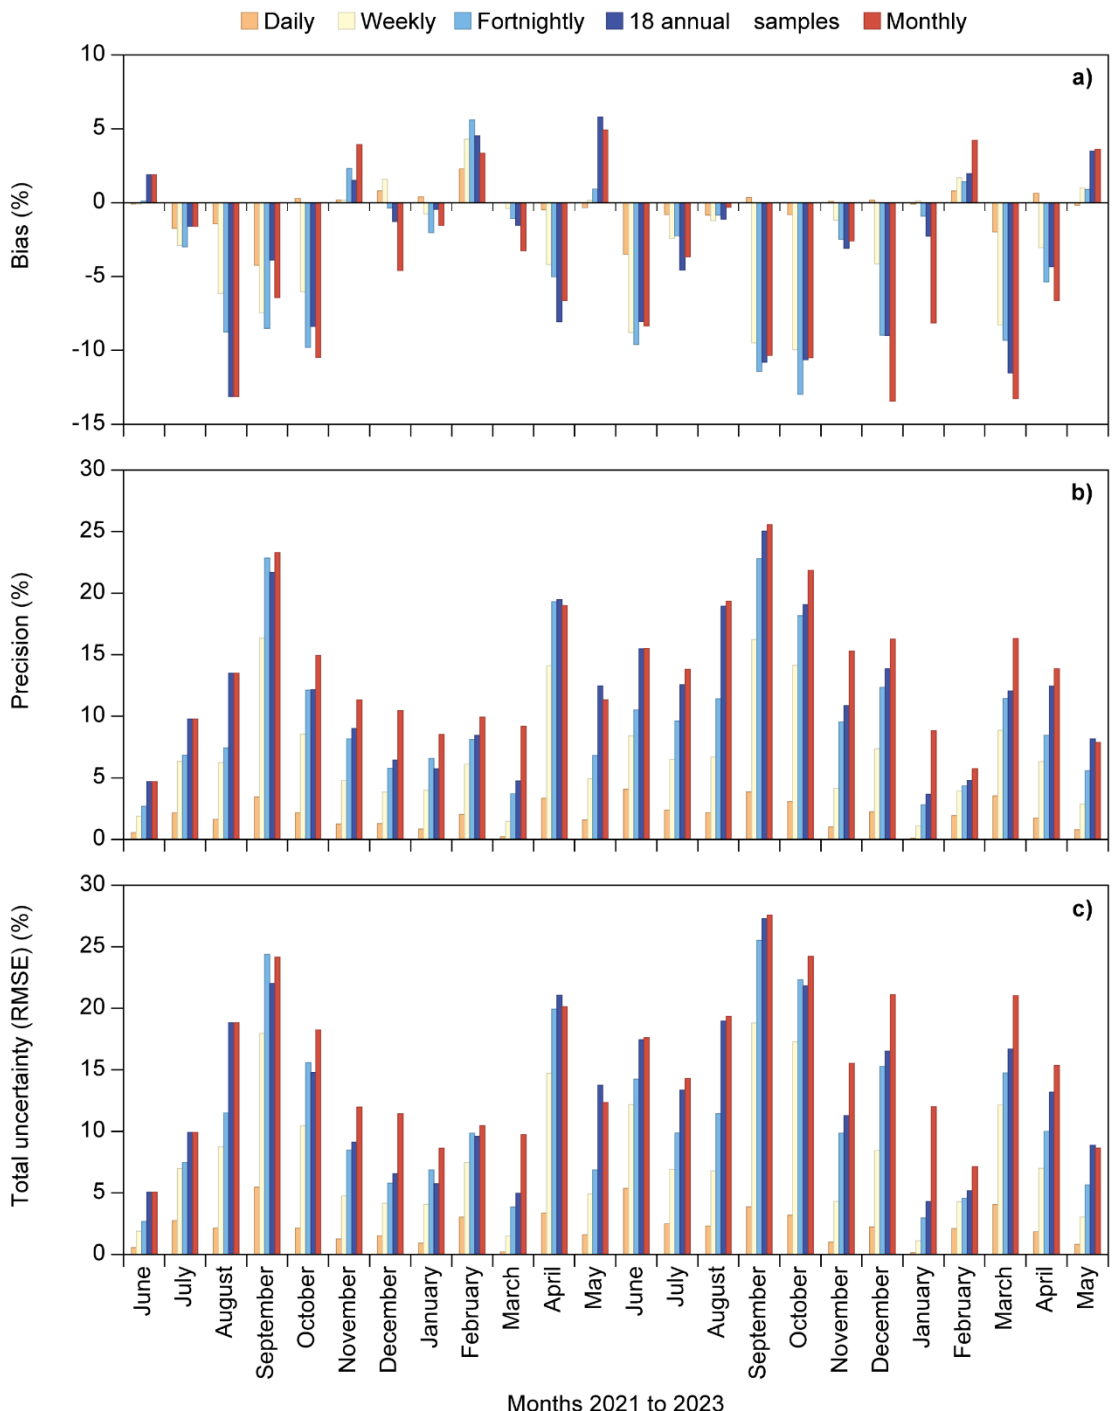 Daily Weekly Fortnightly 18 annual samples Monthly
10
5
0
-5
-10
-15
Bias (%)
a)
30
25
20
15
10
5
0
Precision (%)
b)
30
25
20
15
10
5
0
Total uncertainty (RMSE) (%)
c)
June July August September October November December January February March April May June July August September October November December January February March April May
Months 2021 to 2023